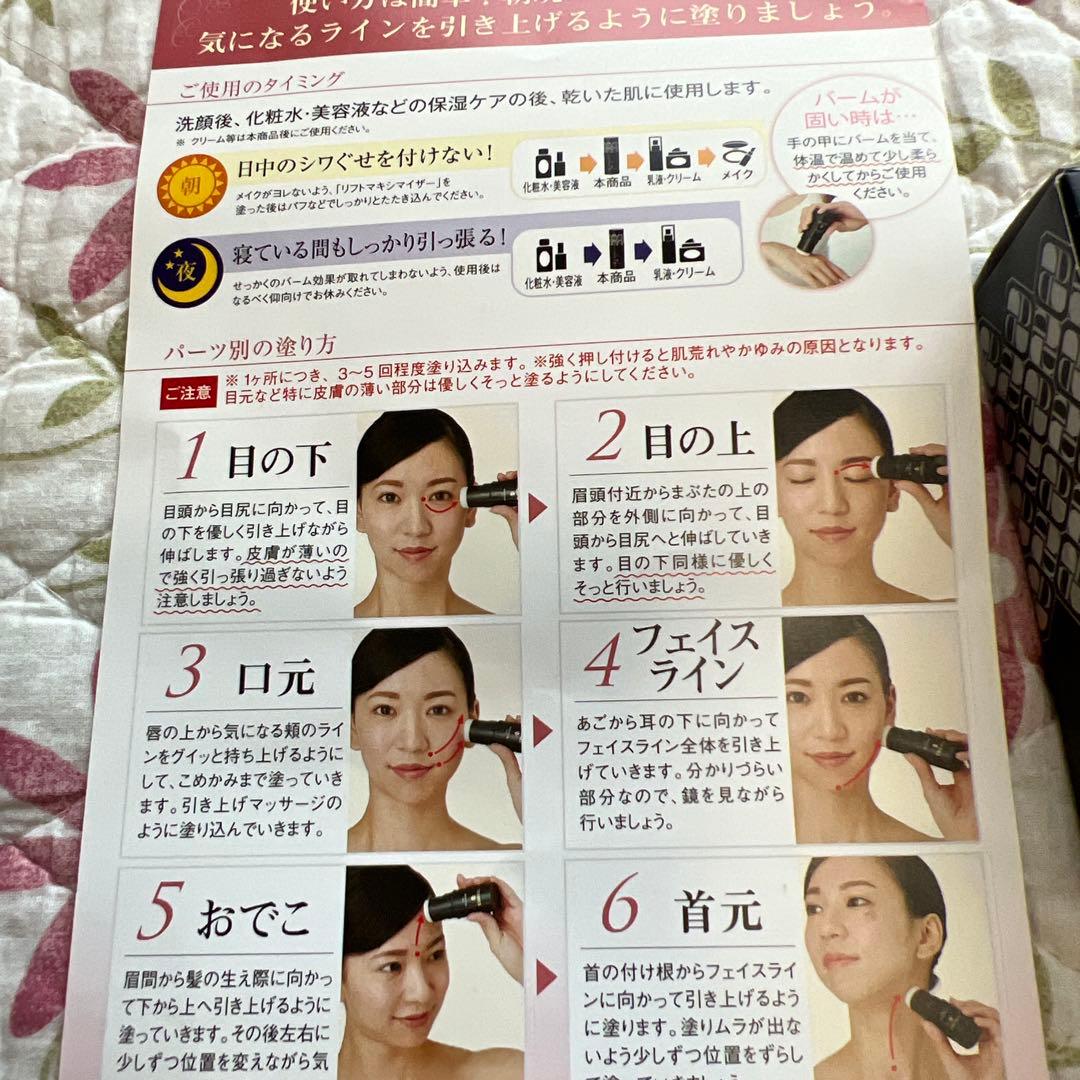 使い方は簡単！朝
気になるラインを引き上げるように塗りましょう。
ご使用のタイミング
洗顔後、化粧水・美容液などの保湿ケアの後、乾いた肌に使用します。
※ クリーム等は本商品後にご使用ください。
朝
日中のシワぐせを付けない！
メイクがヨレないよう、「リフトマキシマイザー」を
塗った後はパフなどでしっかりとたたき込んでください。
化粧水・美容液 本商品 乳液・クリーム メイク
夜
寝ている間もしっかり引っ張る！
せっかくのバーム効果が取れてしまわないよう、使用後は
なるべく仰向けでお休みください。
化粧水・美容液 本商品 乳液・クリーム
バームが
固い時は…
手の甲にバームを当て、
体温で温めて少し柔ら
かくしてからご使用
ください。
パーツ別の塗り方
ご注意
※ 1ヶ所につき、3〜5回程度塗り込みます。※強く押し付けると肌荒れやかゆみの原因となります。
目元など特に皮膚の薄い部分は優しくそっと塗るようにしてください。
1 目の下
目頭から目尻に向かって、目
の下を優しく引き上げながら
伸ばします。皮膚が薄いの
で強く引っ張り過ぎないよう
注意しましょう。
2 目の上
眉頭付近からまぶたの上の
部分を外側に向かって、目
頭から目尻へと伸ばしていき
ます。目の下同様に優しく
そっと行いましょう。
3 口元
唇の上から気になる頬のライ
ンをグイッと持ち上げるように
して、こめかみまで塗っていき
ます。引き上げマッサージの
ように塗り込んでいきます。
4 フェイス
ライン
あごから耳の下に向かって
フェイスライン全体を引き上
げていきます。分かりづらい
部分なので、鏡を見ながら
行いましょう。
5 おでこ
眉間から髪の生え際に向かっ
て下から上へ引き上げるように
塗っていきます。その後左右に
少しずつ位置を変えながら気
6 首元
首の付け根からフェイスライ
ンに向かって引き上げるよう
に塗ります。塗りムラが出な
いよう少しずつ位置をずらし